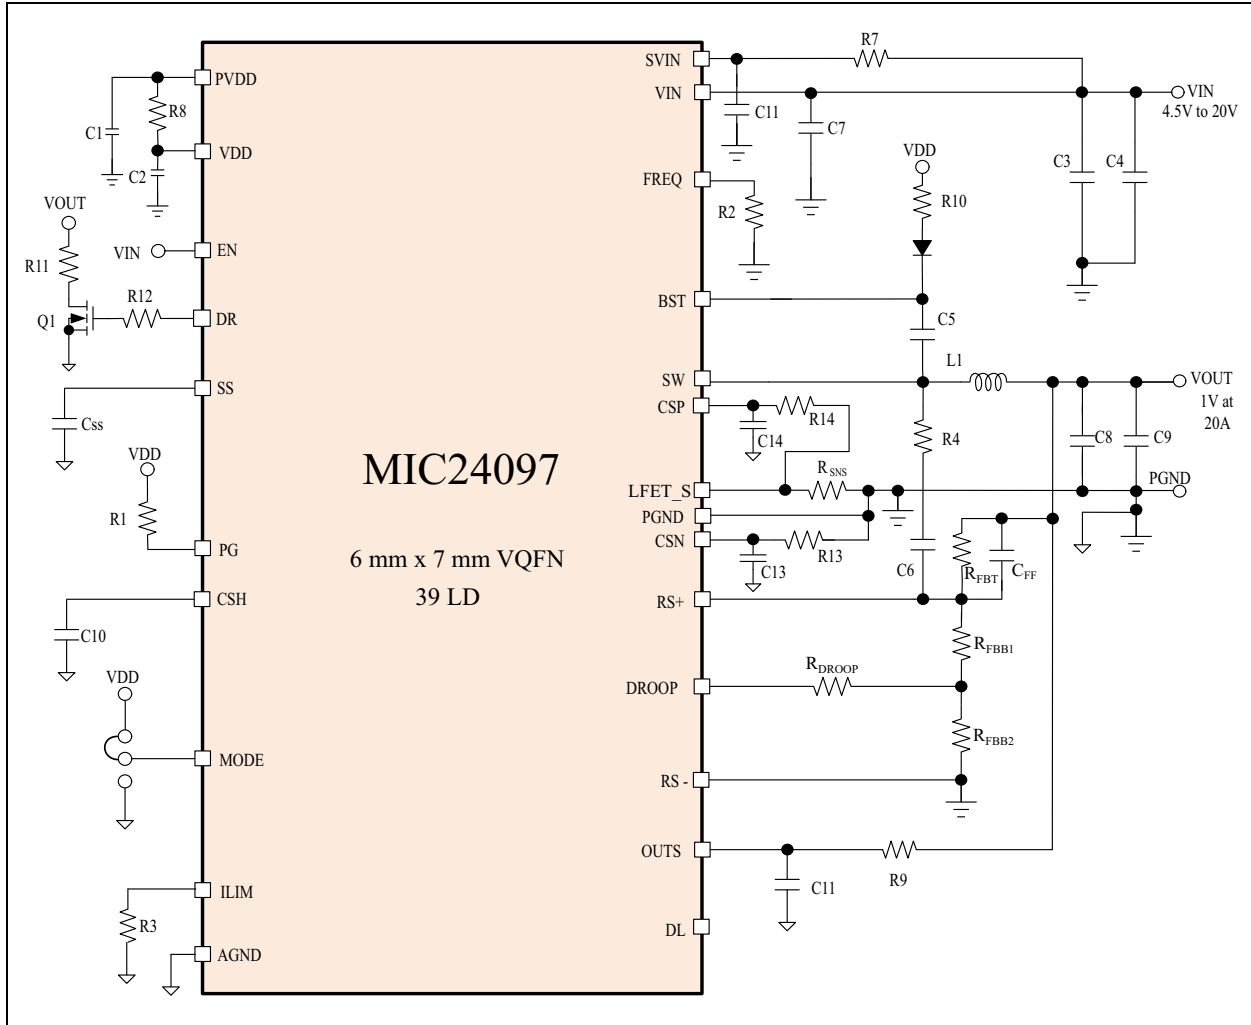 PVDD
R8
C1
VDD
C2
VOUT
R11
VIN
EN
R12
Q1
DR
SS
Css
VDD
R1
PG
CSH
C10
VDD
MODE
ILIM
R3
AGND
MIC24097
6 mm x 7 mm VQFN
39 LD
SVIN
R7
VIN
C11
C7
VIN
4.5V to 20V
C3
C4
FREQ
R2
VDD
R10
BST
C5
SW
L1
VOUT
1V at
20A
CSP
R14
C14
R4
C8
C9
LFET_S
RSNS
PGND
PGND
CSN
R13
C13
C6
RFBT
CFF
RS+
RFBB1
DROOP
RDROOP
RFBB2
RS -
OUTS
R9
C11
DL